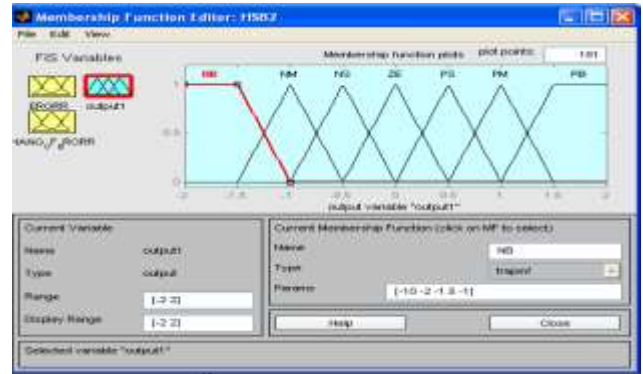 Membership Function Editor: HSB2
File Edit View
FIS Variables
Membership function plots
plot points:
181
NB NM NS ZE PS PM PB
ERORR output1
1
0.5
0
-2 -1.5 -1 -0.5 0 0.5 1 1.5 2
output variable "output1"
Current Variable
Name output1
Type output
Range [-2 2]
Display Range [-2 2]
Current Membership Function (click on MF to select)
Name NB
Type trapmf
Params [-10 -2 -1.5 -1]
Help Close
Selected variable "output1"